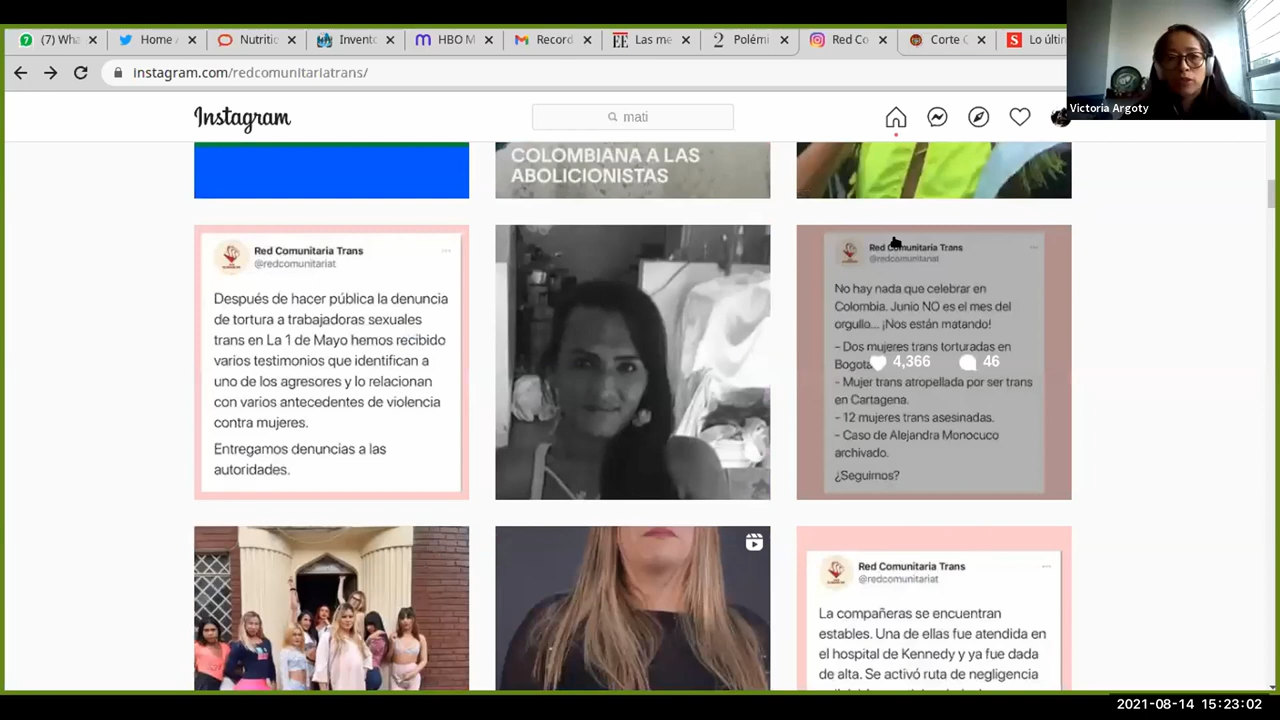 (7) Wha
Home /
Nutritic
Invento
HBO M
Record
Las me
Polémi
Red Co
Corte C
Lo últin
instagram.com/redcomunitariatrans/
Victoria Argoty
Instagram
mati
COLOMBIANA A LAS
ABOLICIONISTAS
Red Comunitaria Trans
@redcomunitariat
Después de hacer pública la denuncia
de tortura a trabajadoras sexuales
trans en La 1 de Mayo hemos recibido
varios testimonios que identifican a
uno de los agresores y lo relacionan
con varios antecedentes de violencia
contra mujeres.
Entregamos denuncias a las
autoridades.
Red Comunitaria Trans
@redcomunitariat
No hay nada que celebrar en
Colombia. Junio NO es el mes del
orgullo... ¡Nos están matando!
- Dos mujeres trans torturadas en
Bogotá
4,366 46
- Mujer trans atropellada por ser trans
en Cartagena.
- 12 mujeres trans asesinadas.
- Caso de Alejandra Monocuco
archivado.
¿Seguimos?
Red Comunitaria Trans
@redcomunitariat
La compañeras se encuentran
estables. Una de ellas fue atendida en
el hospital de Kennedy y ya fue dada
de alta. Se activó ruta de negligencia
2021-08-14 15:23:02